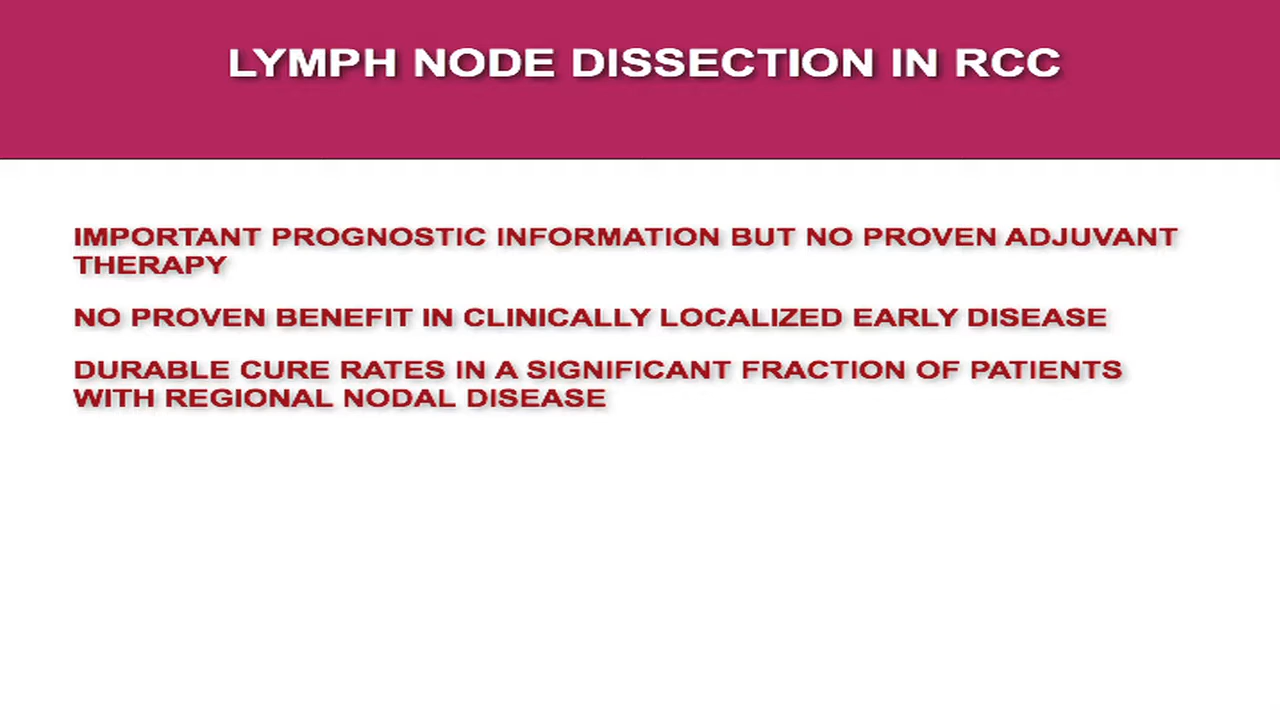 LYMPH NODE DISSECTION IN RCC
IMPORTANT PROGNOSTIC INFORMATION BUT NO PROVEN ADJUVANT
THERAPY
NO PROVEN BENEFIT IN CLINICALLY LOCALIZED EARLY DISEASE
DURABLE CURE RATES IN A SIGNIFICANT FRACTION OF PATIENTS
WITH REGIONAL NODAL DISEASE